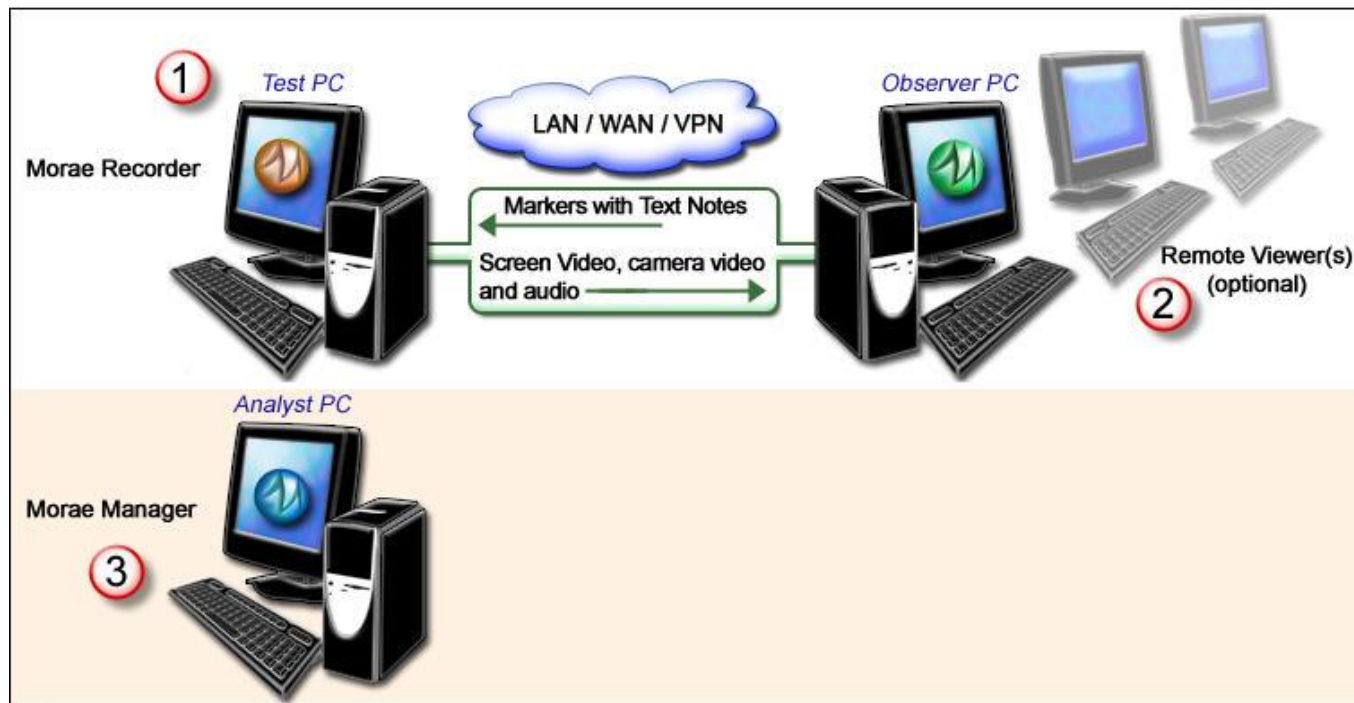 1
Test PC
Morae Recorder
LAN / WAN / VPN
Markers with Text Notes
Screen Video, camera video
and audio
Observer PC
Remote Viewer(s)
(optional)
2
Analyst PC
Morae Manager
3